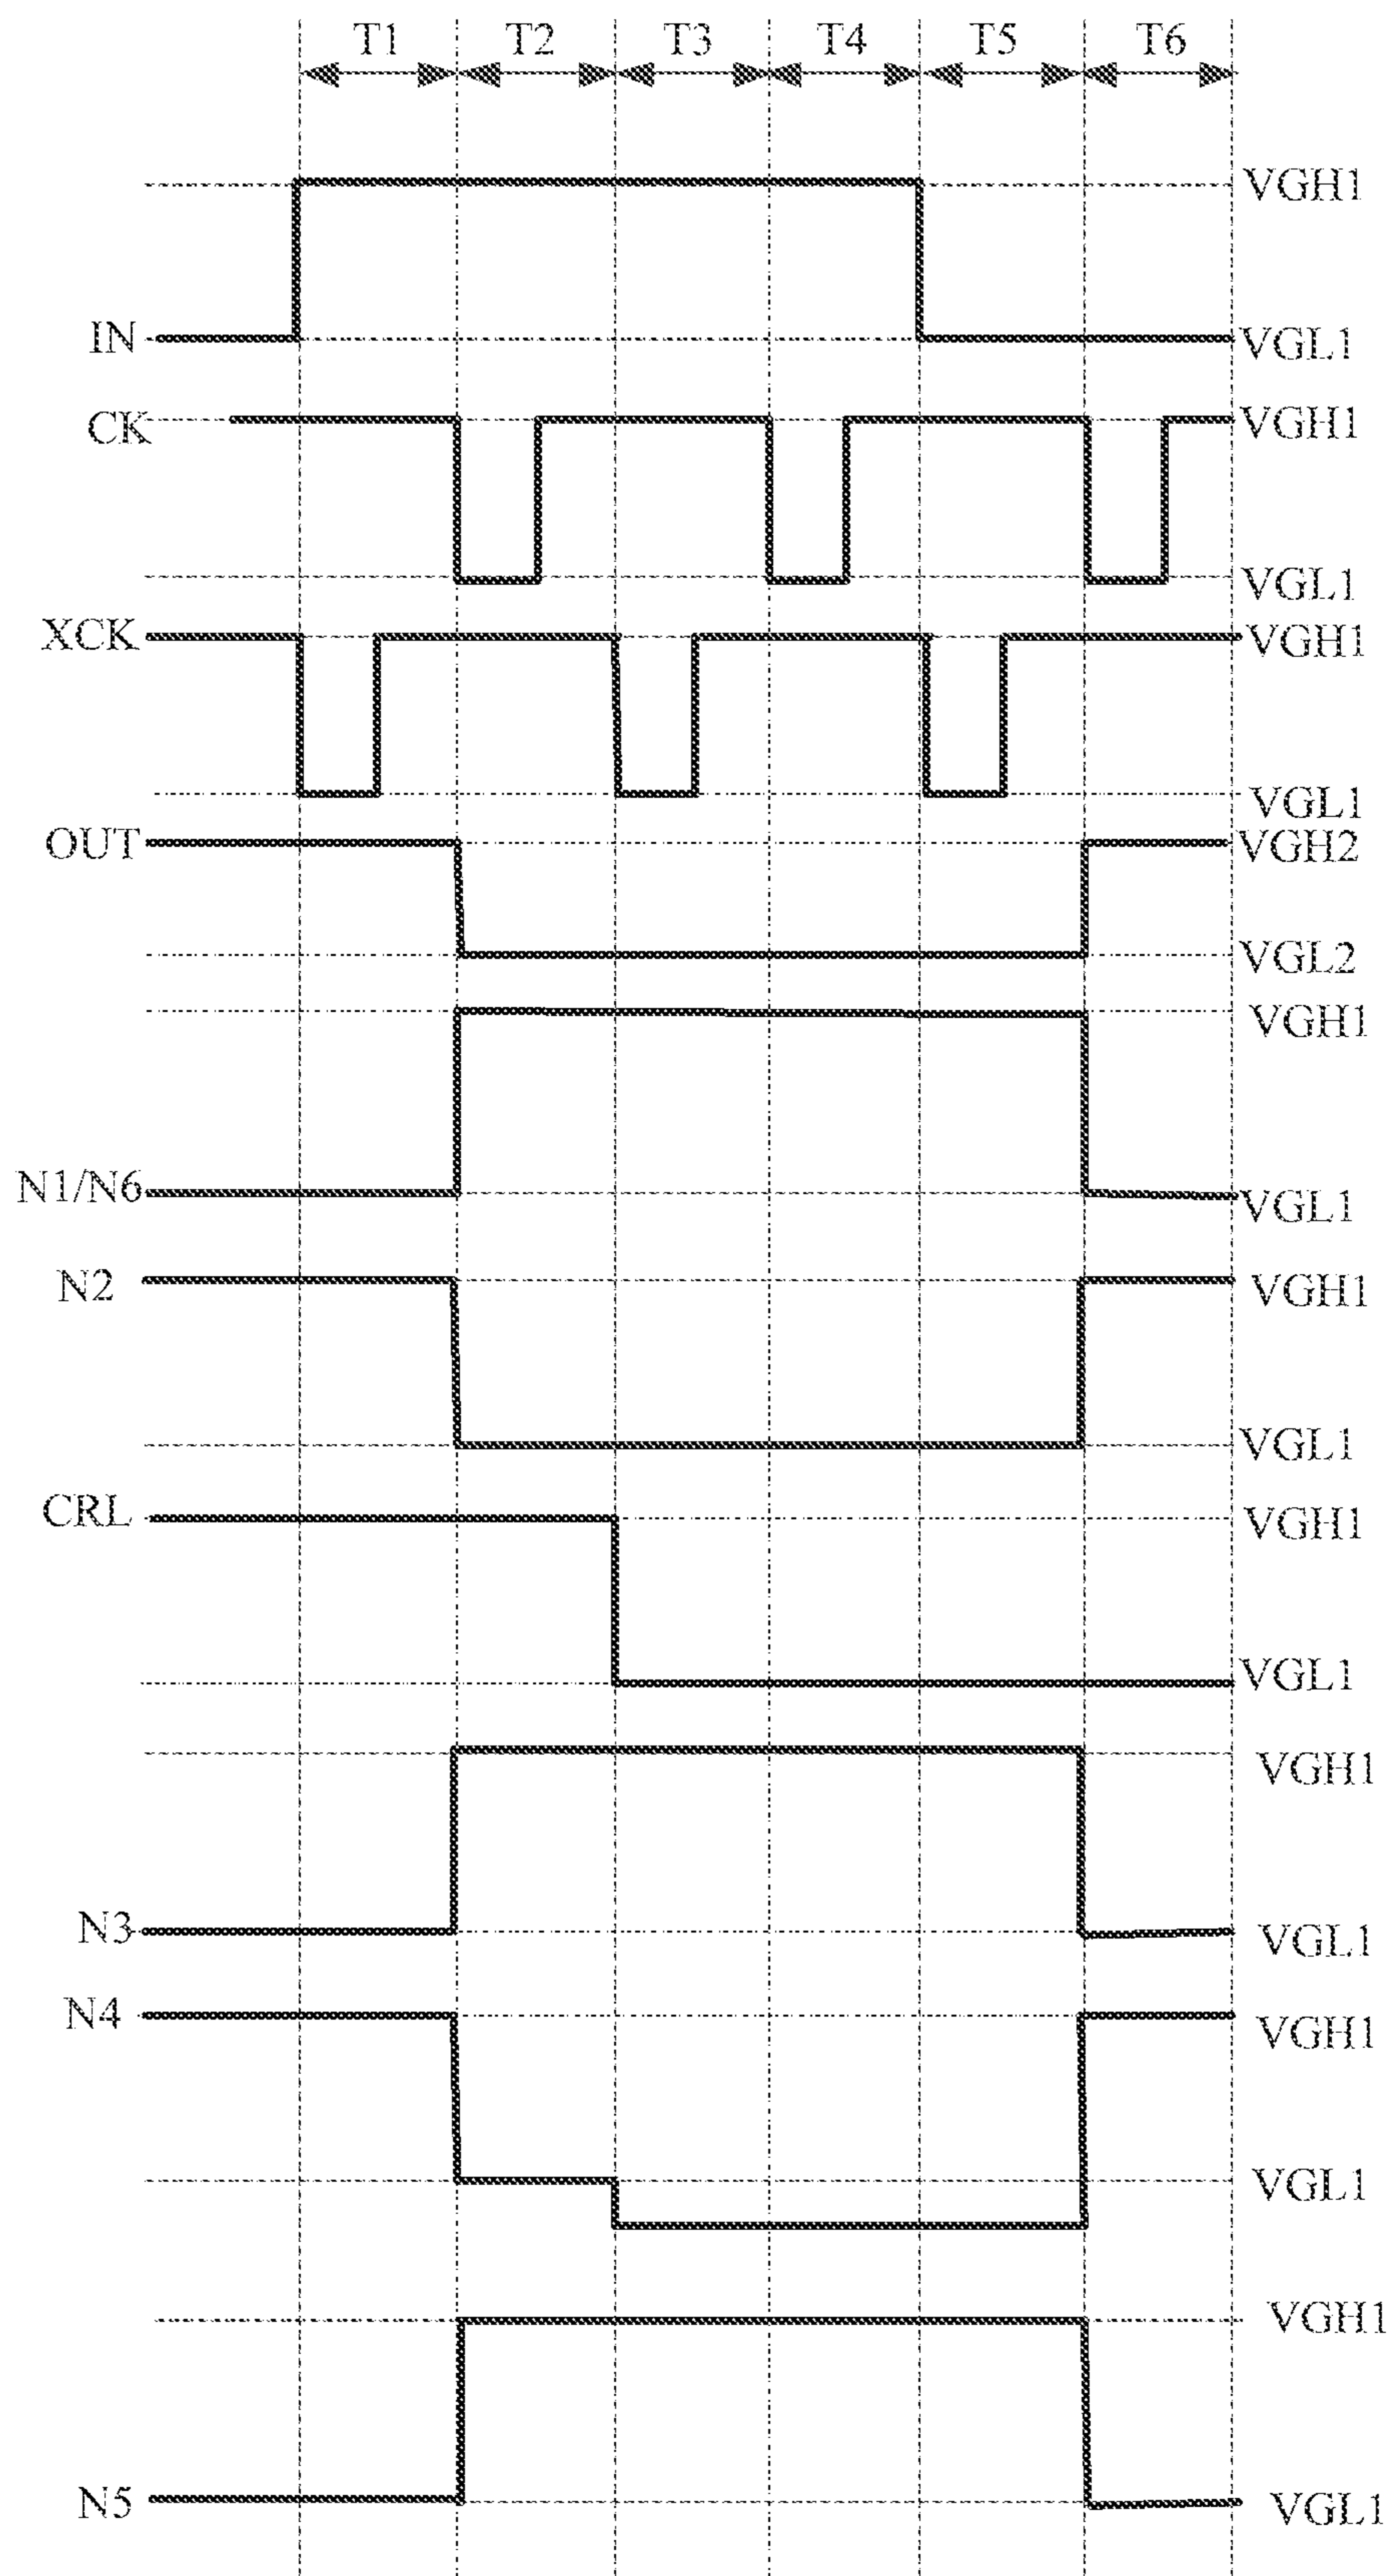 T1 T2 T3 T4 T5 T6
VGH1
IN VGL1
CK VGH1
VGL1
XCK VGH1
VGL1
OUT VGH2
VGL2
VGH1
N1/N6 VGL1
N2 VGH1
VGL1
CRL VGH1
VGL1
VGH1
N3 VGL1
N4 VGH1
VGL1
VGH1
N5 VGL1